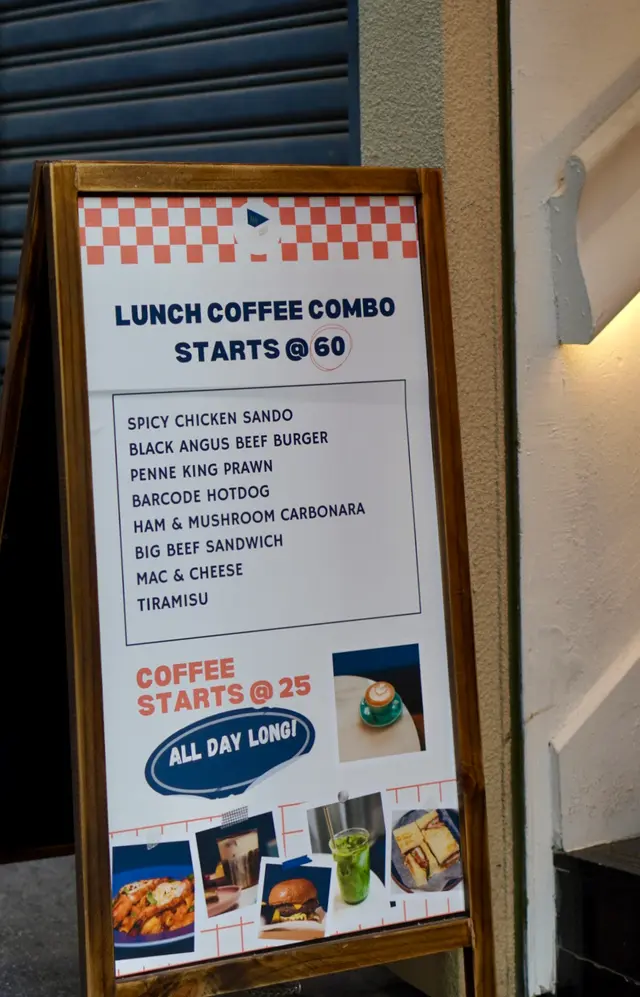 LUNCH COFFEE COMBO
STARTS @ 60
SPICY CHICKEN SANDO
BLACK ANGUS BEEF BURGER
PENNE KING PRAWN
BARCODE HOTDOG
HAM & MUSHROOM CARBONARA
BIG BEEF SANDWICH
MAC & CHEESE
TIRAMISU
COFFEE
STARTS @ 25
ALL DAY LONG!